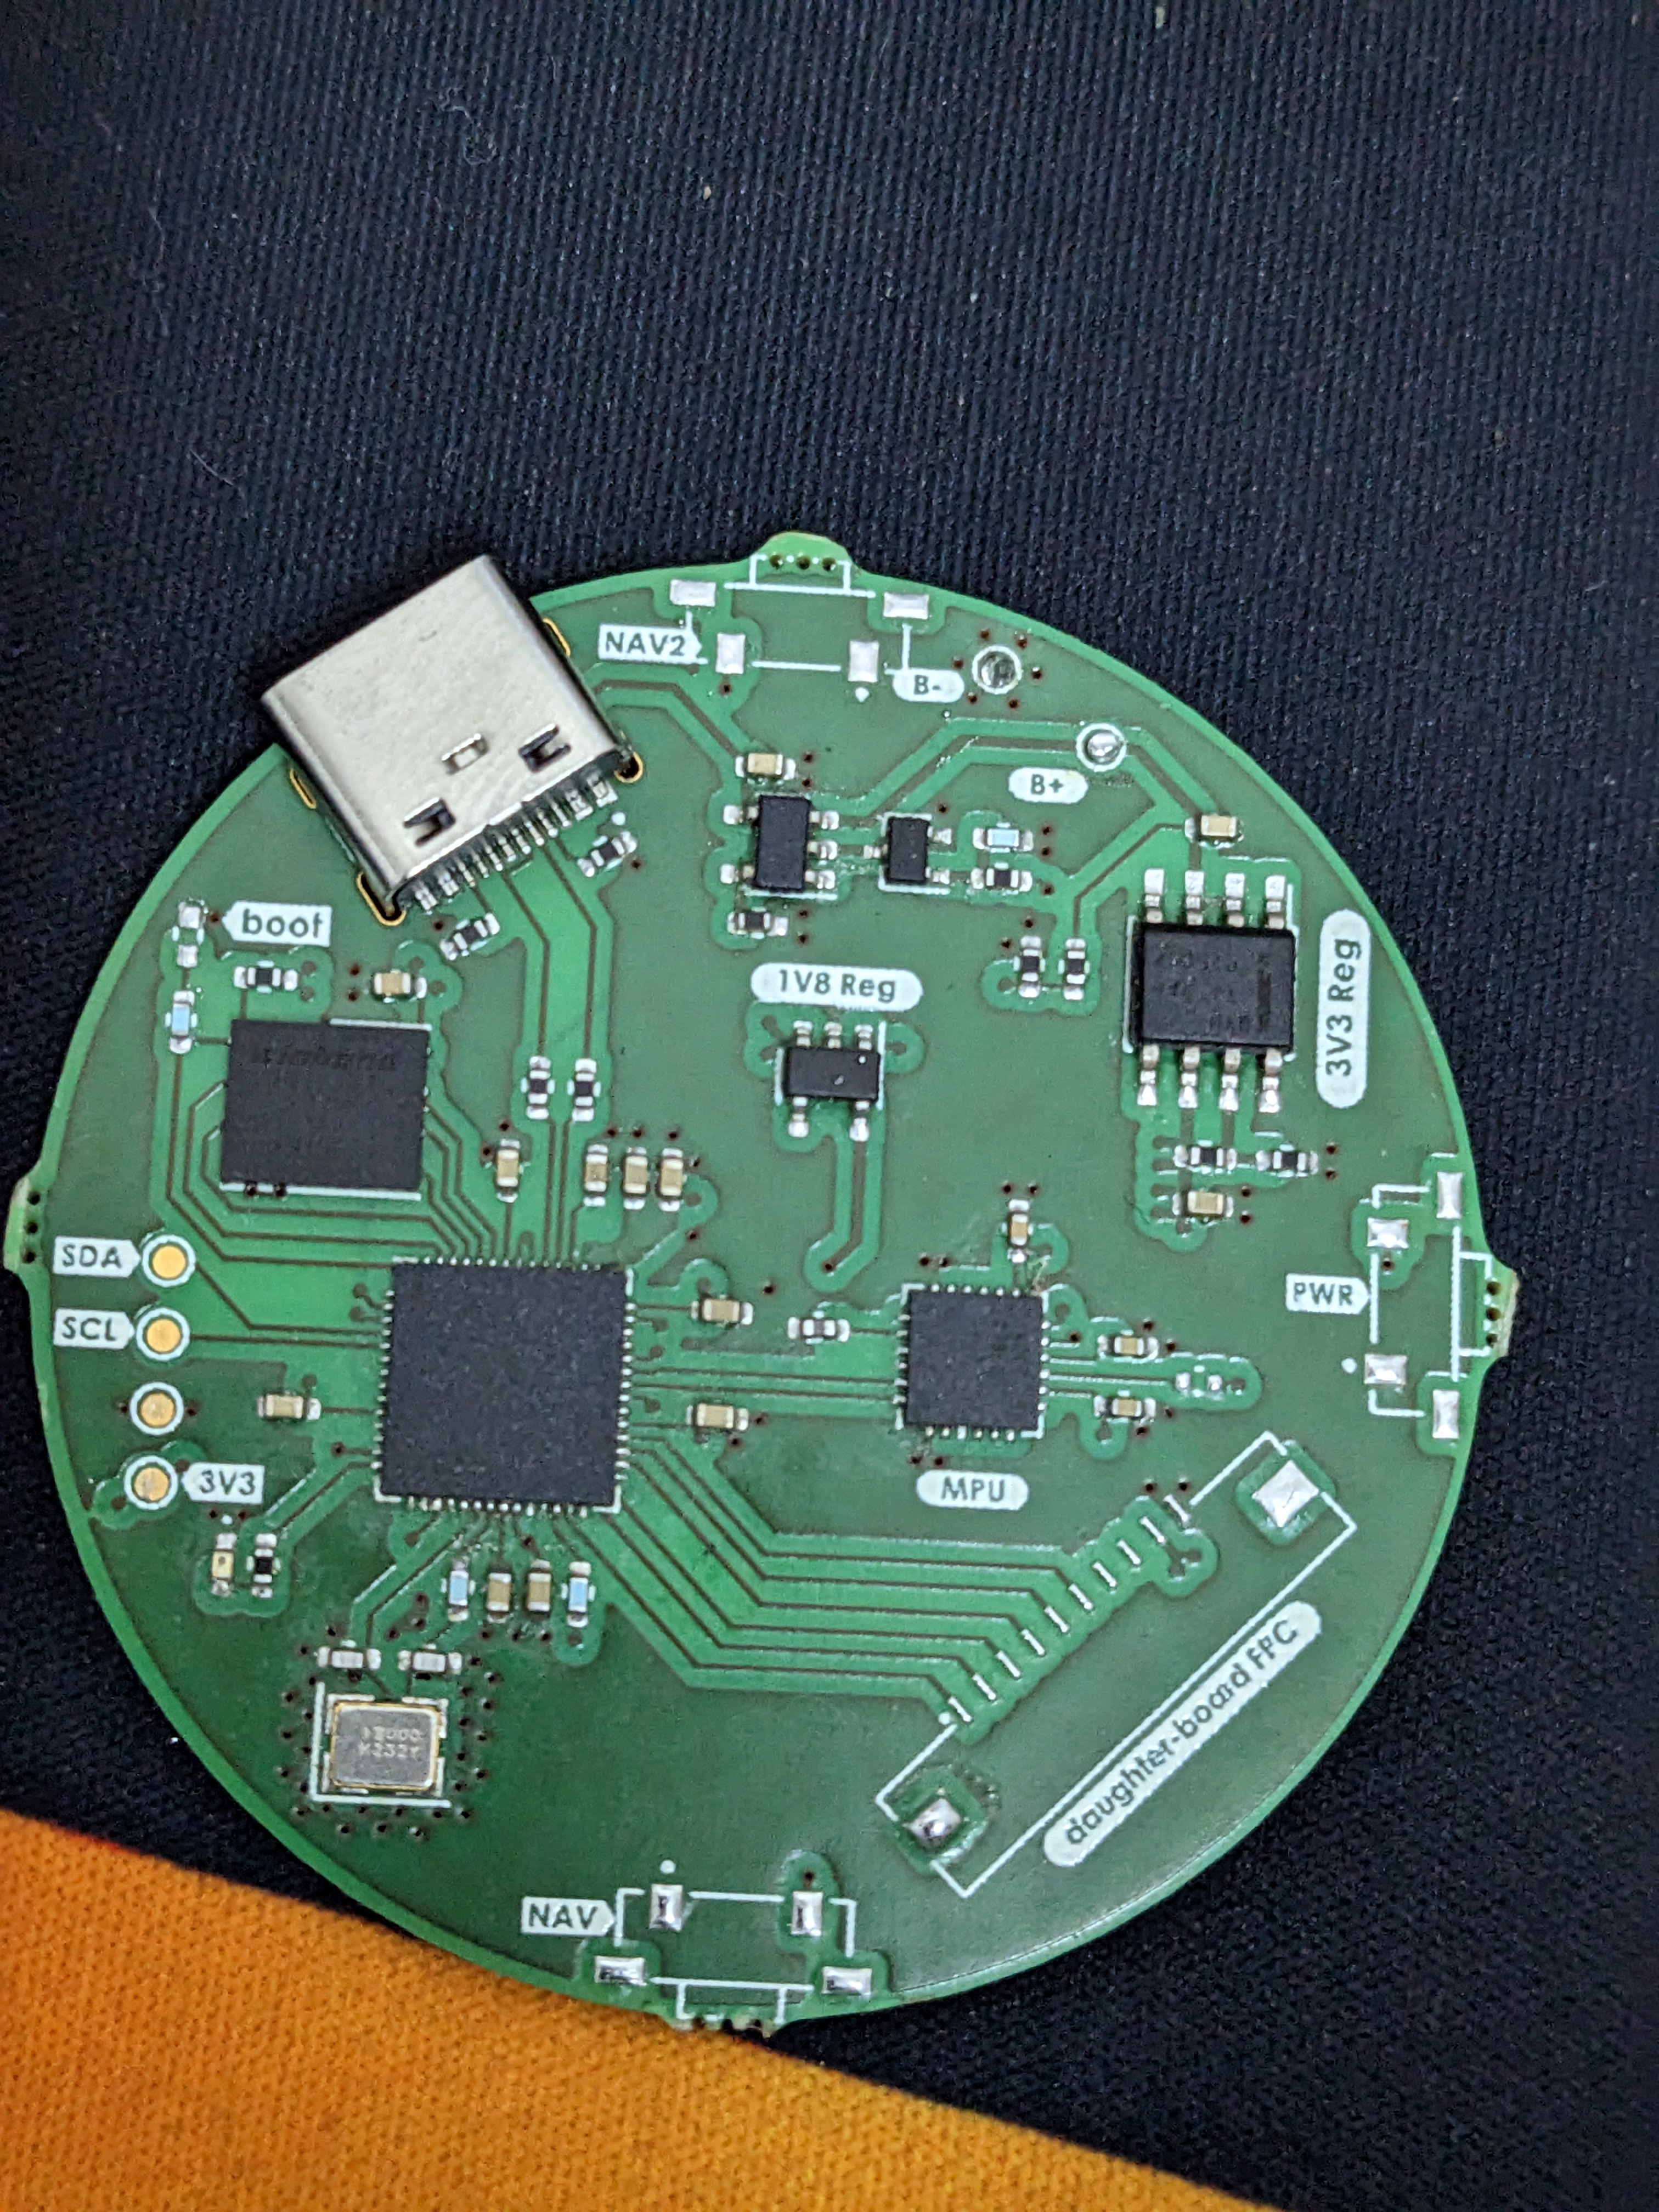 SCL
SDA
3V3
boot
NAV
NAV2
1V8 Reg
B-
MPU
B+
daughter-board FPC
PWR
3V3 Reg